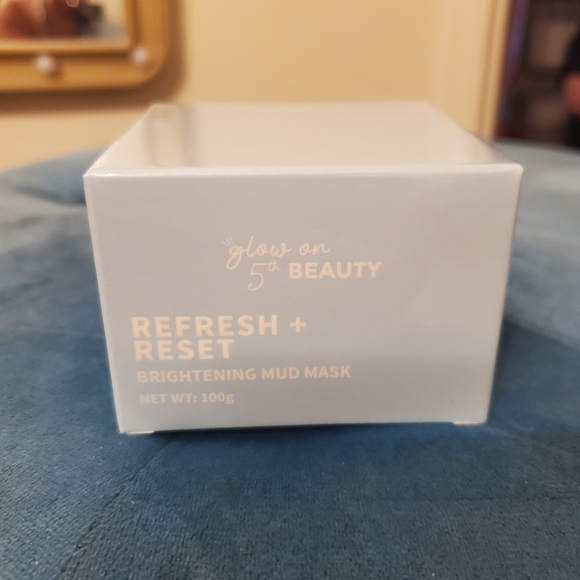 glow on
5th BEAUTY
REFRESH +
RESET
BRIGHTENING MUD MASK
NET WT: 100g